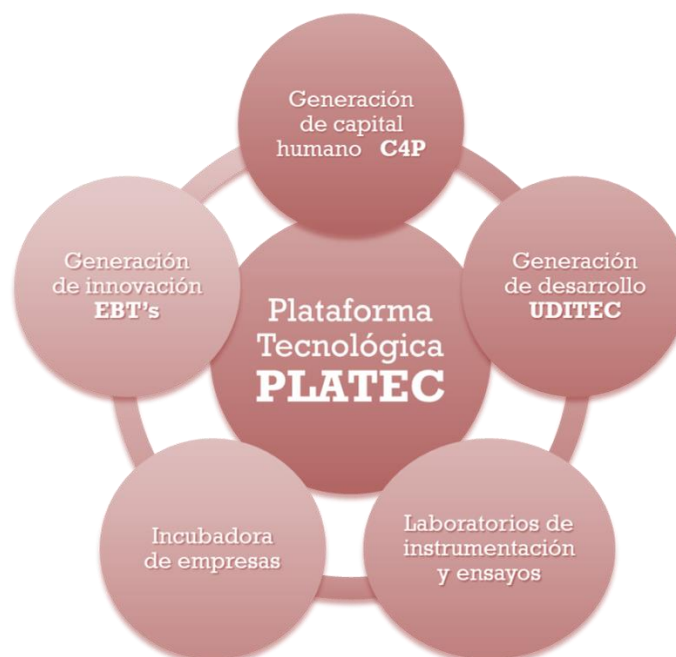 Generación
de capital
humano C4P
Generación
de innovación
EBT's
Generación
de desarrollo
UDITEC
Plataforma
Tecnológica
PLATEC
Incubadora
de empresas
Laboratorios de
instrumentación
y ensayos